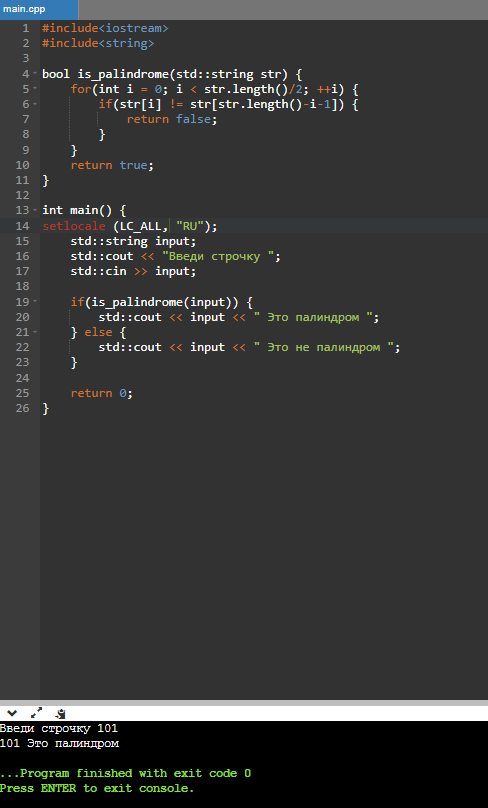 main.cpp
1 #include<iostream>
2 #include<string>
3
4 bool is_palindrome(std::string str) {
5     for(int i = 0; i < str.length()/2; ++i) {
6         if(str[i] != str[str.length()-i-1]) {
7             return false;
8         }
9     }
10     return true;
11 }
12
13 int main() {
14 setlocale (LC_ALL, "RU");
15     std::string input;
16     std::cout << "Введи строчку ";
17     std::cin >> input;
18
19     if(is_palindrome(input)) {
20         std::cout << input << " Это палиндром ";
21     } else {
22         std::cout << input << " Это не палиндром ";
23     }
24
25     return 0;
26 }
Введи строчку 101
101 Это палиндром
...Program finished with exit code 0
Press ENTER to exit console.